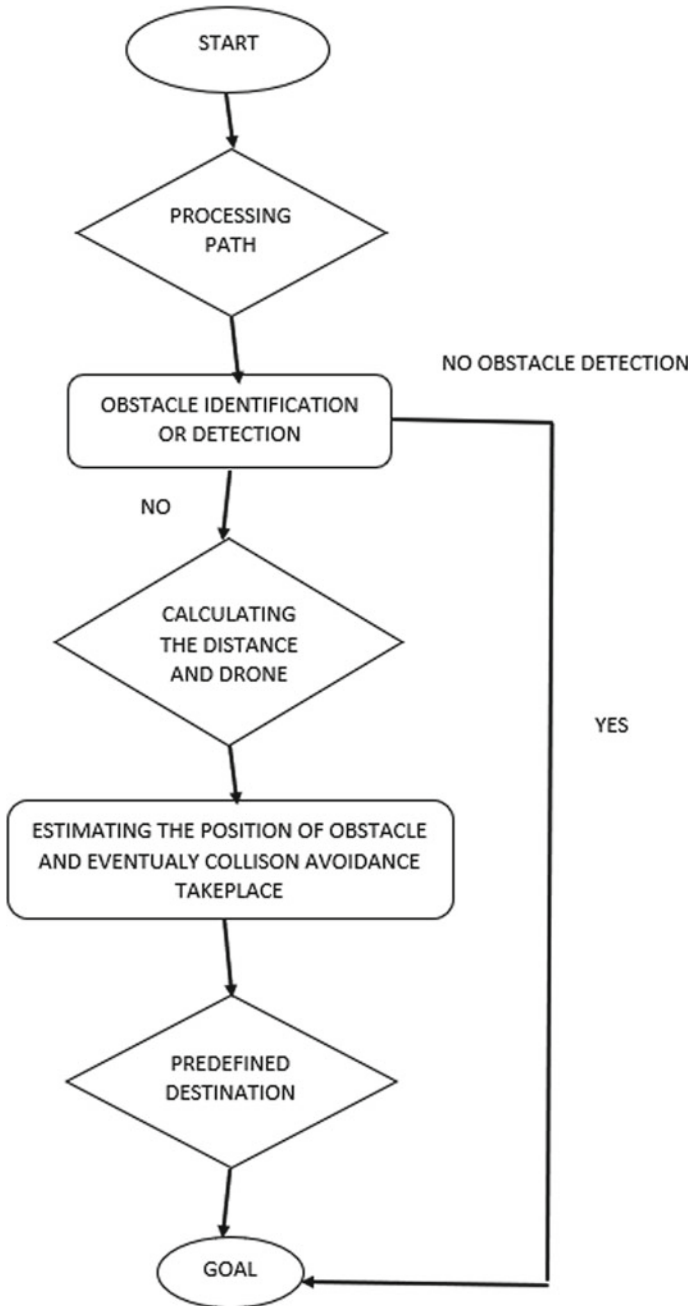 START
PROCESSING
PATH
NO OBSTACLE DETECTION
OBSTACLE IDENTIFICATION
OR DETECTION
NO
CALCULATING
THE DISTANCE
AND DRONE
YES
ESTIMATING THE POSITION OF OBSTACLE
AND EVENTUALY COLLISON AVOIDANCE
TAKEPLACE
PREDEFINED
DESTINATION
GOAL